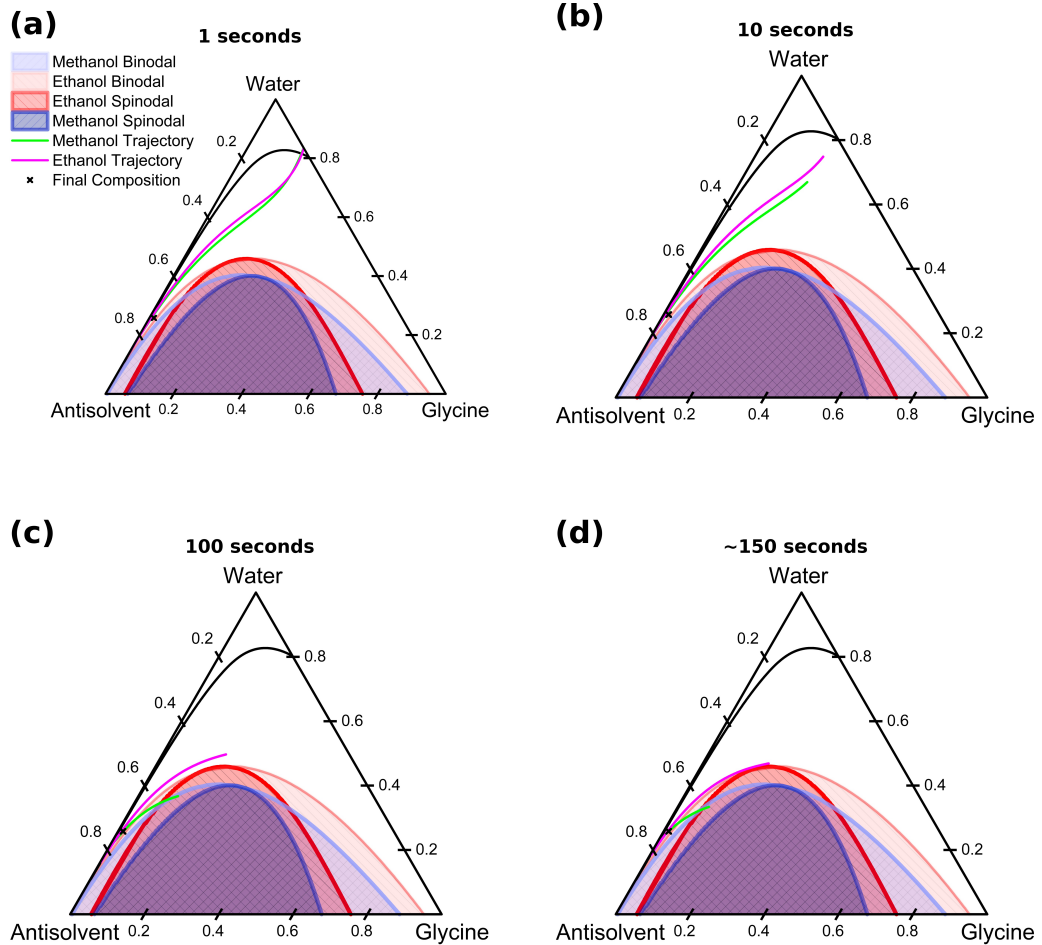 (a)
1 seconds
Methanol Binodal
Ethanol Binodal
Ethanol Spinodal
Methanol Spinodal
Methanol Trajectory
Ethanol Trajectory
Final Composition
Water
0.2
0.8
0.4
0.6
0.6
0.4
0.8
0.2
Antisolvent 0.2 0.4 0.6 0.8 Glycine
(b)
10 seconds
Water
0.2
0.8
0.4
0.6
0.6
0.4
0.8
0.2
Antisolvent 0.2 0.4 0.6 0.8 Glycine
(c)
100 seconds
Water
0.2
0.8
0.4
0.6
0.6
0.4
0.8
0.2
Antisolvent 0.2 0.4 0.6 0.8 Glycine
(d)
~150 seconds
Water
0.2
0.8
0.4
0.6
0.6
0.4
0.8
0.2
Antisolvent 0.2 0.4 0.6 0.8 Glycine